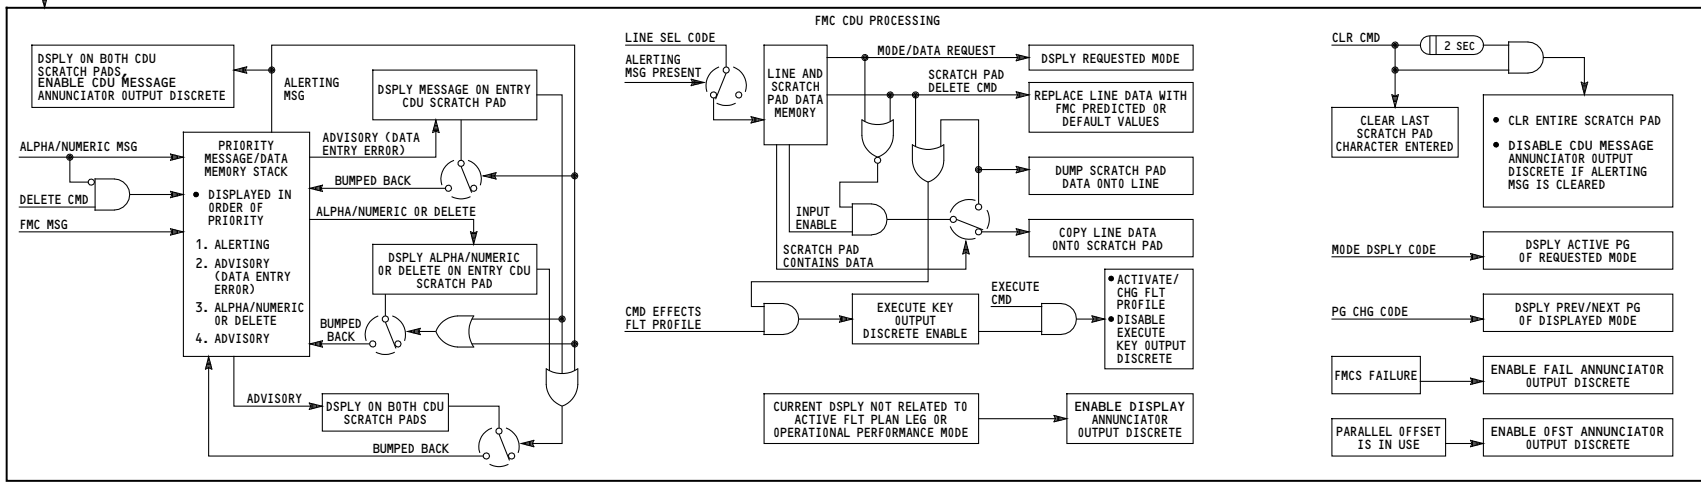 FMC CDU PROCESSING
DSPLY ON BOTH CDU
SCRATCH PADS,
ENABLE CDU MESSAGE
ANNUNCIATOR OUTPUT DISCRETE
ALERTING
MSG
DSPLY MESSAGE ON ENTRY
CDU SCRATCH PAD
ALPHA/NUMERIC MSG
DELETE CMD
FMC MSG
PRIORITY
MESSAGE/DATA
MEMORY STACK
• DISPLAYED IN
ORDER OF
PRIORITY
1. ALERTING
2. ADVISORY
(DATA ENTRY
ERROR)
3. ALPHA/NUMERIC
OR DELETE
4. ADVISORY
ADVISORY (DATA
ENTRY ERROR)
BUMPED BACK
ALPHA/NUMERIC OR DELETE
DSPLY ALPHA/NUMERIC
OR DELETE ON ENTRY CDU
SCRATCH PAD
BUMPED
BACK
ADVISORY
DSPLY ON BOTH CDU
SCRATCH PADS
BUMPED BACK
LINE SEL CODE
ALERTING
MSG PRESENT
LINE AND
SCRATCH
PAD DATA
MEMORY
MODE/DATA REQUEST
DSPLY REQUESTED MODE
SCRATCH PAD
DELETE CMD
REPLACE LINE DATA WITH
FMC PREDICTED OR
DEFAULT VALUES
DUMP SCRATCH PAD
DATA ONTO LINE
INPUT
ENABLE
COPY LINE DATA
ONTO SCRATCH PAD
SCRATCH PAD
CONTAINS DATA
CMD EFFECTS
FLT PROFILE
EXECUTE KEY
OUTPUT
DISCRETE ENABLE
EXECUTE
CMD
• ACTIVATE/
CHG FLT
PROFILE
• DISABLE
EXECUTE
KEY OUTPUT
DISCRETE
CURRENT DSPLY NOT RELATED TO
ACTIVE FLT PLAN LEG OR
OPERATIONAL PERFORMANCE MODE
ENABLE DISPLAY
ANNUNCIATOR
OUTPUT DISCRETE
CLR CMD
2 SEC
CLEAR LAST
SCRATCH PAD
CHARACTER ENTERED
• CLR ENTIRE SCRATCH PAD
• DISABLE CDU MESSAGE
ANNUNCIATOR OUTPUT
DISCRETE IF ALERTING
MSG IS CLEARED
MODE DSPLY CODE
DSPLY ACTIVE PG
OF REQUESTED MODE
PG CHG CODE
DSPLY PREV/NEXT PG
OF DISPLAYED MODE
FMCS FAILURE
ENABLE FAIL ANNUNCIATOR
OUTPUT DISCRETE
PARALLEL OFFSET
IS IN USE
ENABLE OFST ANNUNCIATOR
OUTPUT DISCRETE